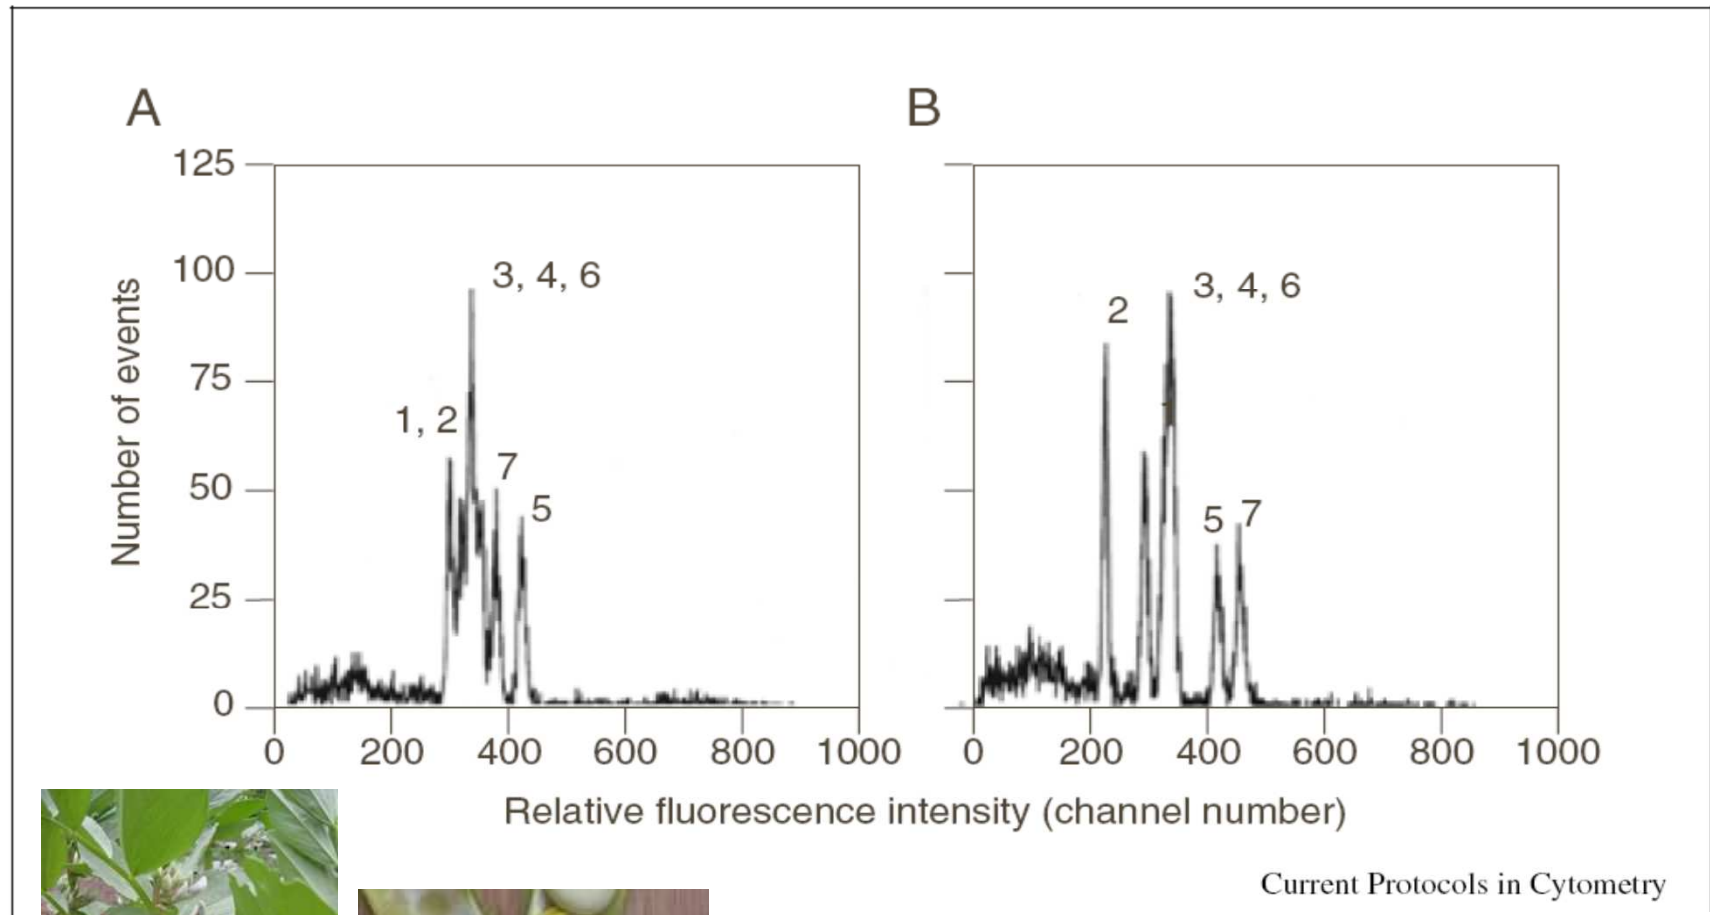 A
B
125
100
75
50
25
0
Number of events
1, 2
3, 4, 6
7
5
2
1
3, 4, 6
5
7
0 200 400 600 800 1000
0 200 400 600 800 1000
Relative fluorescence intensity (channel number)
Current Protocols in Cytometry